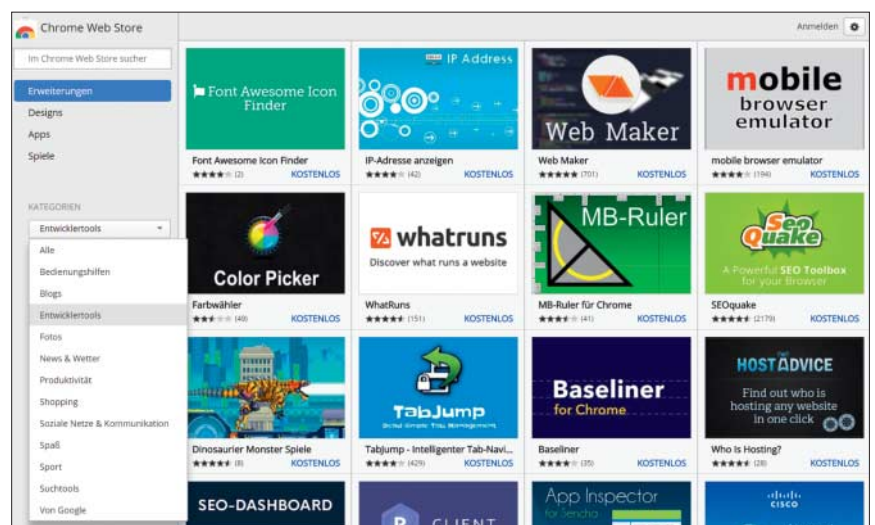 Chrome Web Store
Anmelden
Im Chrome Web Store sucher
Erweiterungen
Designs
Apps
Spiele
KATEGORIEN
Entwicklertools
Alle
Bedienungshilfen
Blogs
Entwicklertools
Fotos
News & Wetter
Produktivität
Shopping
Soziale Netze & Kommunikation
Spaß
Sport
Suchtools
Von Google
Font Awesome Icon
Finder
Font Awesome Icon Finder
(2) KOSTENLOS
IP Address
IP-Adresse anzeigen
(42) KOSTENLOS
Web Maker
Web Maker
(701) KOSTENLOS
mobile
browser
emulator
mobile browser emulator
(194) KOSTENLOS
Color Picker
Farbwähler
(40) KOSTENLOS
whatruns
Discover what runs a website
WhatRuns
(151) KOSTENLOS
MB-Ruler
MB-Ruler für Chrome
(41) KOSTENLOS
Seo
Quake
A Powerful SEO Toolbox
for your Browser
SEOquake
(2179) KOSTENLOS
Dinosaurier Monster Spiele
(8) KOSTENLOS
TabJump
TabJump - Intelligenter Tab-Navi...
(429) KOSTENLOS
Baseliner
for Chrome
Baseliner
(35) KOSTENLOS
HOSTADVICE
Find out who is
hosting any website
in one click
Who Is Hosting?
(28) KOSTENLOS
SEO-DASHBOARD
CLIENT
App Inspector
for Sencha
CISCO